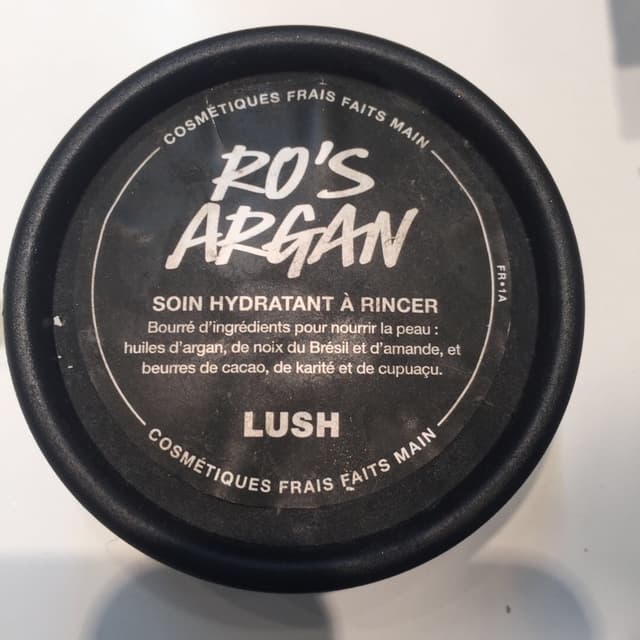 COSMÉTIQUES FRAIS FAITS MAIN
RO'S
ARGAN
FR•1A
SOIN HYDRATANT À RINCER
Bourré d'ingrédients pour nourrir la peau :
huiles d'argan, de noix du Brésil et d'amande, et
beurres de cacao, de karité et de cupuaçu.
LUSH
COSMÉTIQUES FRAIS FAITS MAIN